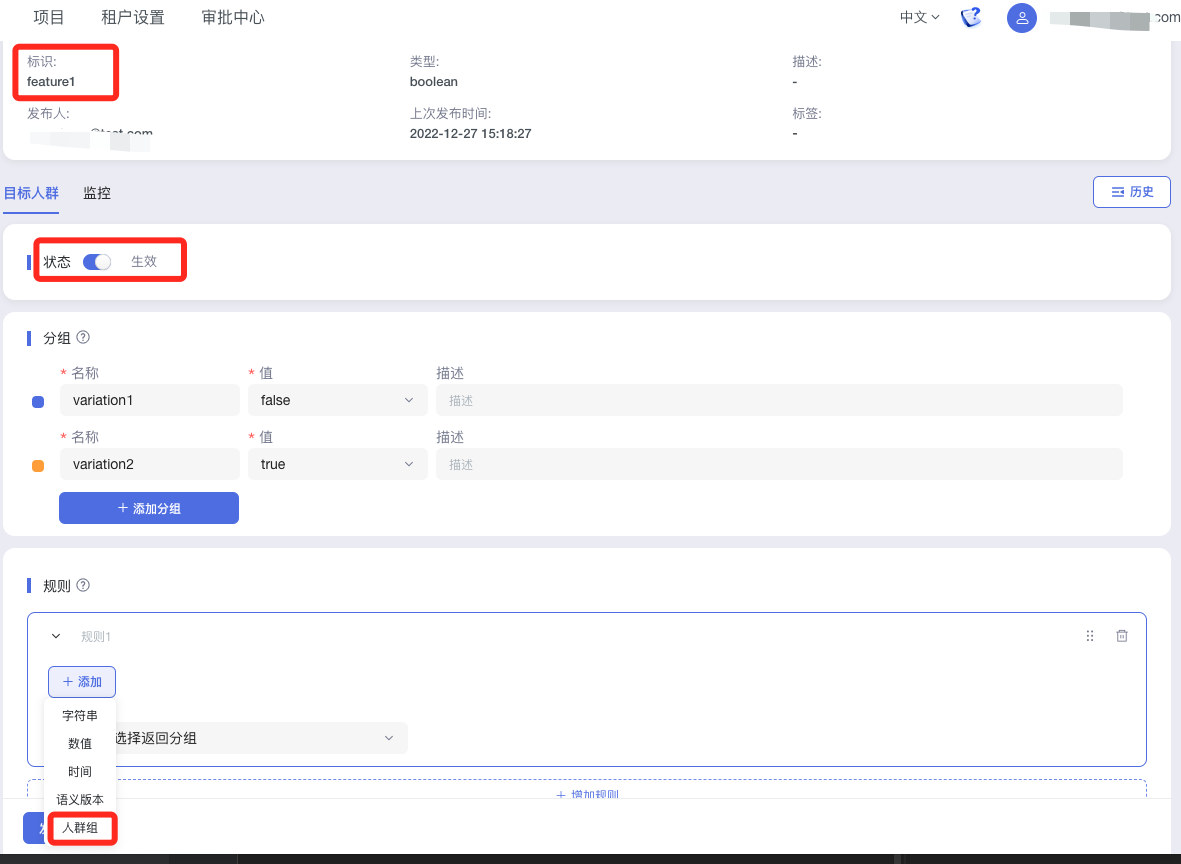 项目 租户设置 审批中心 中文 com
标识: 类型: 描述:
feature1 boolean -
发布人: 上次发布时间: 标签:
2022-12-27 15:18:27 -
目标人群 监控 历史
状态 生效
分组
* 名称 * 值 描述
variation1 false 描述
* 名称 * 值 描述
variation2 true 描述
+ 添加分组
规则
规则1
+ 添加
字符串
选择返回分组
数值
时间
语义版本
+ 增加规则
人群组